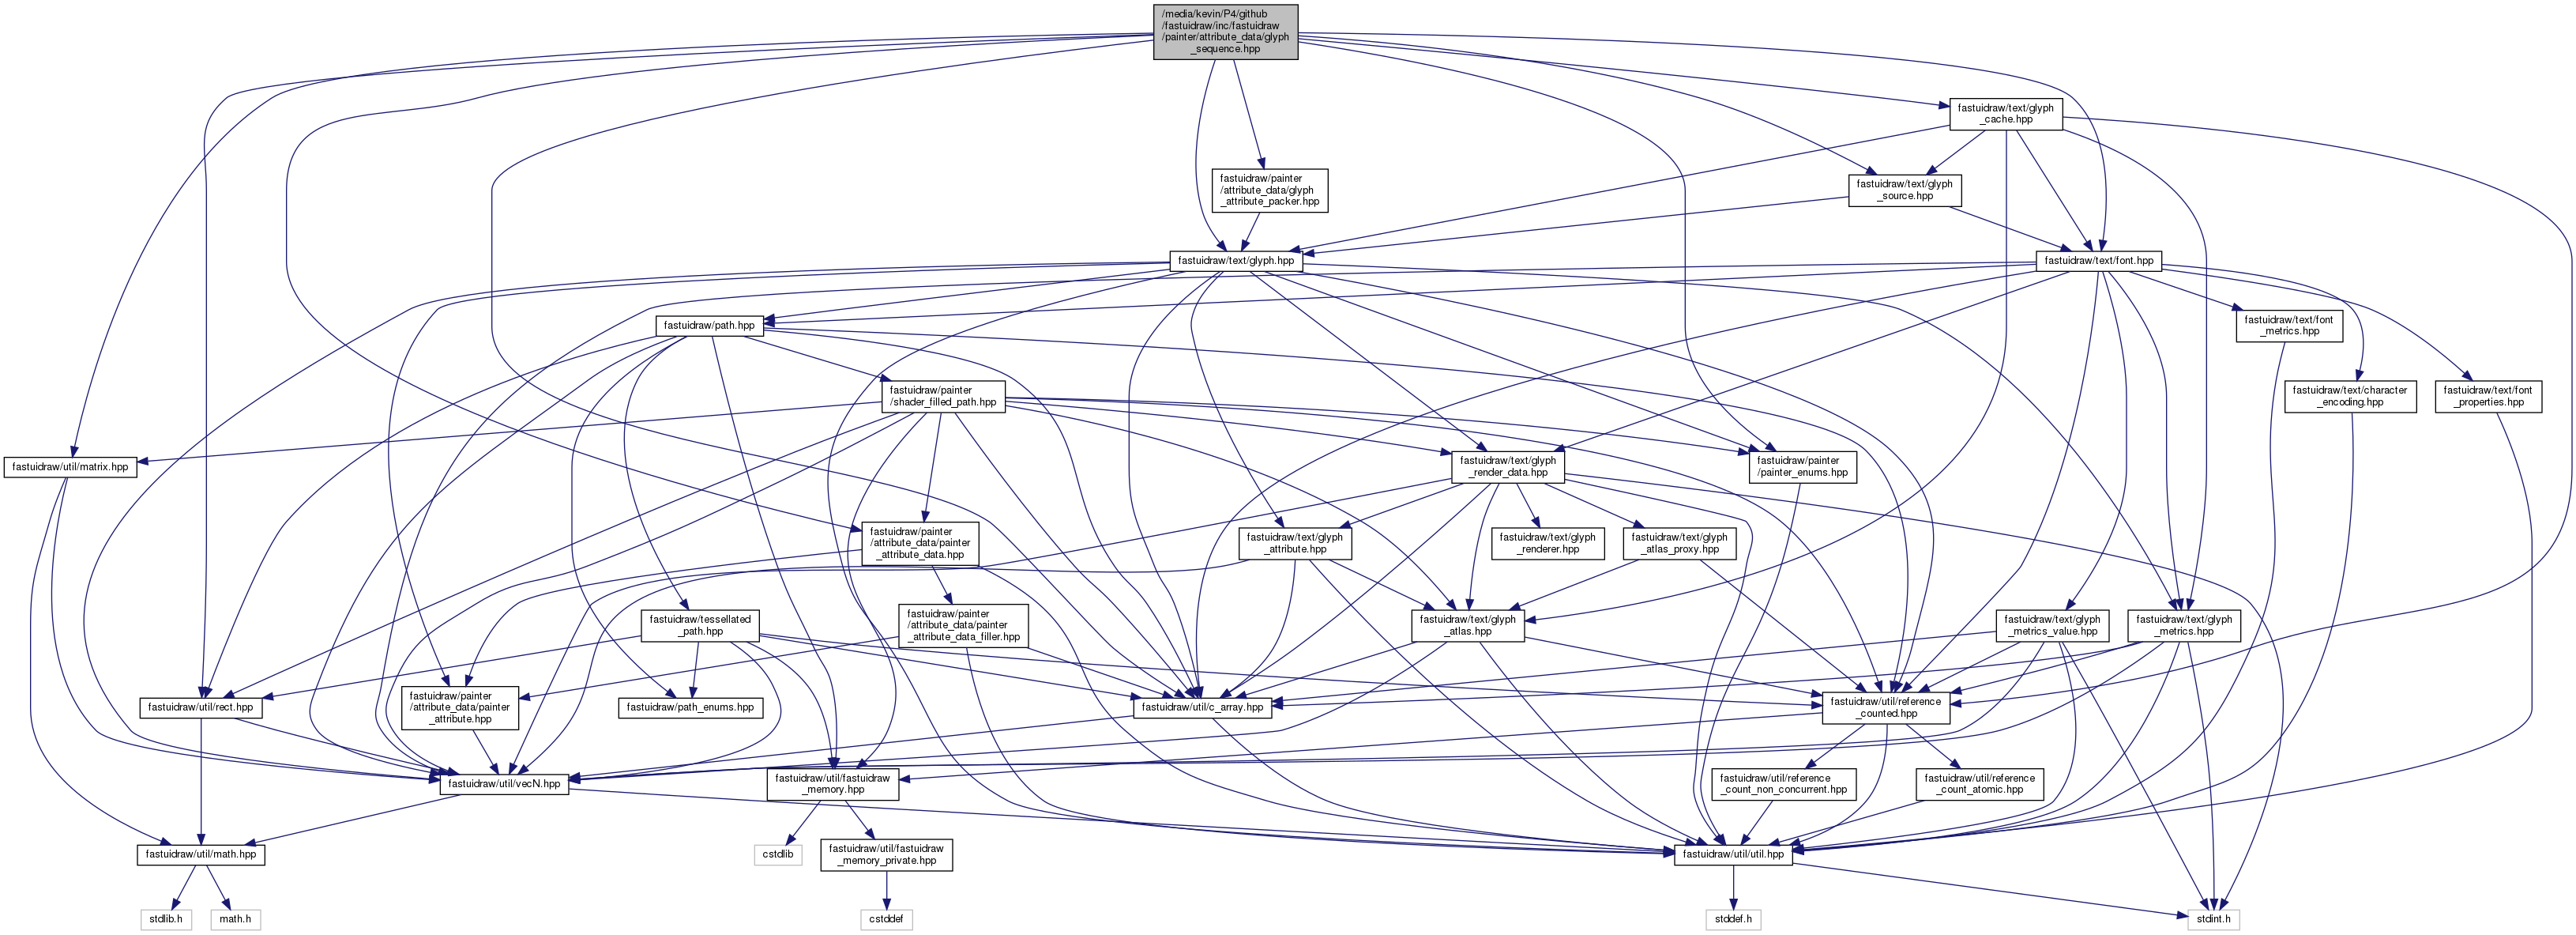 /media/kevin/P4/github
/fastuidraw/inc/fastuidraw
/painter/attribute_data/glyph
_sequence.hpp
fastuidraw/text/glyph
_cache.hpp
fastuidraw/painter
/attribute_data/glyph
_attribute_packer.hpp
fastuidraw/text/glyph
_source.hpp
fastuidraw/text/glyph.hpp
fastuidraw/text/font.hpp
fastuidraw/path.hpp
fastuidraw/text/font
_metrics.hpp
fastuidraw/painter
/shader_filled_path.hpp
fastuidraw/text/character
_encoding.hpp
fastuidraw/text/font
_properties.hpp
fastuidraw/util/matrix.hpp
fastuidraw/text/glyph
_render_data.hpp
fastuidraw/painter
/painter_enums.hpp
fastuidraw/painter
/attribute_data/painter
_attribute_data.hpp
fastuidraw/text/glyph
_attribute.hpp
fastuidraw/text/glyph
_renderer.hpp
fastuidraw/text/glyph
_atlas_proxy.hpp
fastuidraw/tessellated
_path.hpp
fastuidraw/painter
/attribute_data/painter
_attribute_data_filler.hpp
fastuidraw/text/glyph
_atlas.hpp
fastuidraw/text/glyph
_metrics_value.hpp
fastuidraw/text/glyph
_metrics.hpp
fastuidraw/util/rect.hpp
fastuidraw/painter
/attribute_data/painter
_attribute.hpp
fastuidraw/path_enums.hpp
fastuidraw/util/c_array.hpp
fastuidraw/util/reference
_counted.hpp
fastuidraw/util/vecN.hpp
fastuidraw/util/fastuidraw
_memory.hpp
fastuidraw/util/reference
_count_non_concurrent.hpp
fastuidraw/util/reference
_count_atomic.hpp
fastuidraw/util/math.hpp
cstdlib
fastuidraw/util/fastuidraw
_memory_private.hpp
fastuidraw/util/util.hpp
stdlib.h
math.h
cstddef
stddef.h
stdint.h